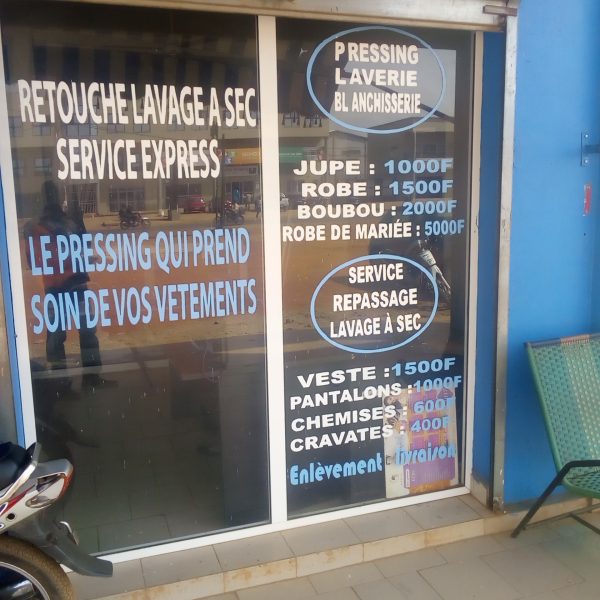 RETOUCHE LAVAGE A SEC
SERVICE EXPRESS
LE PRESSING QUI PREND
SOIN DE VOS VETEMENTS
PRESSING
LAVERIE
BLANCHISSERIE
JUPE : 1000F
ROBE : 1500F
BOUBOU : 2000F
ROBE DE MARIÉE : 5000F
SERVICE
REPASSAGE
LAVAGE À SEC
VESTE : 1500F
PANTALONS : 1000F
CHEMISES : 600F
CRAVATES : 400F
Enlèvement livraison